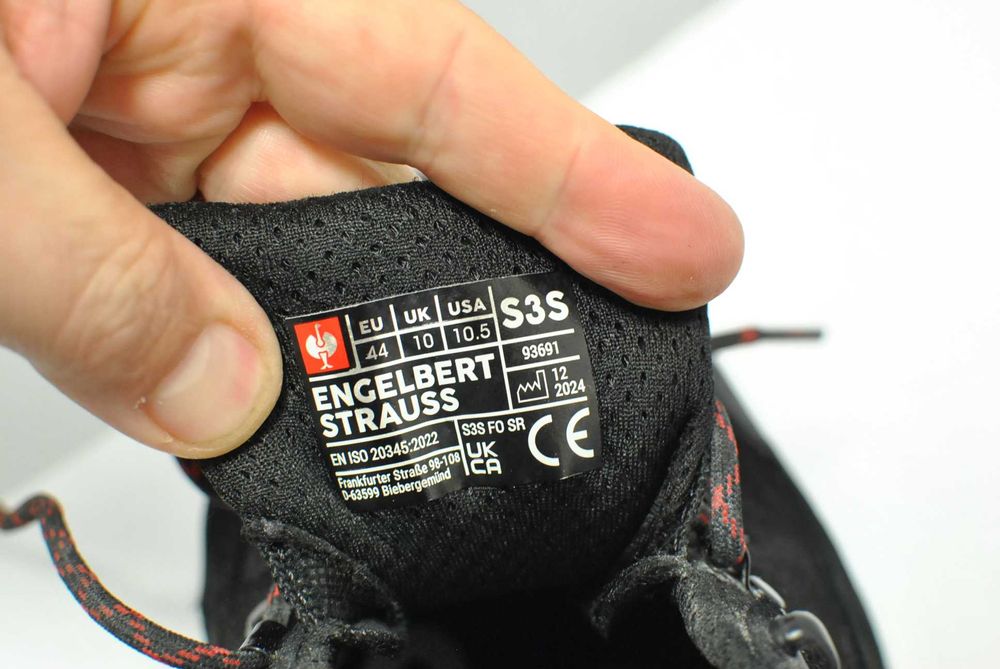 EU UK USA S3S
44 10 10.5
93691
ENGELBERT
STRAUSS
12
2024
EN ISO 20345:2022
S3S FO SR
CE
UK
CA
Frankfurter Straße 98-108
D-63599 Biebergemünd